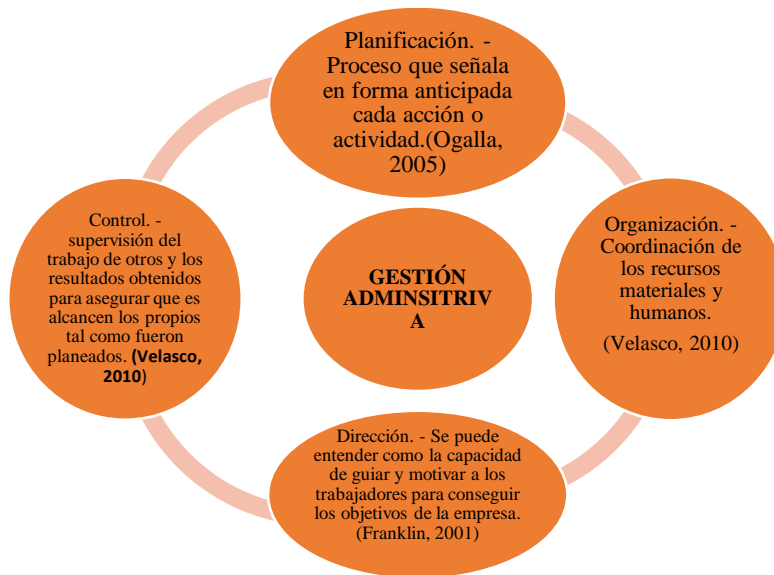 Planificación. -
Proceso que señala
en forma anticipada
cada acción o
actividad.(Ogalla,
2005)
Organización. -
Coordinación de
los recursos
materiales y
humanos.
(Velasco, 2010)
Dirección. - Se puede
entender como la capacidad
de guiar y motivar a los
trabajadores para conseguir
los objetivos de la empresa.
(Franklin, 2001)
Control. -
supervisión del
trabajo de otros y los
resultados obtenidos
para asegurar que es
alcancen los propios
tal como fueron
planeados. (Velasco,
2010)
GESTIÓN
ADMINSITRIV
A